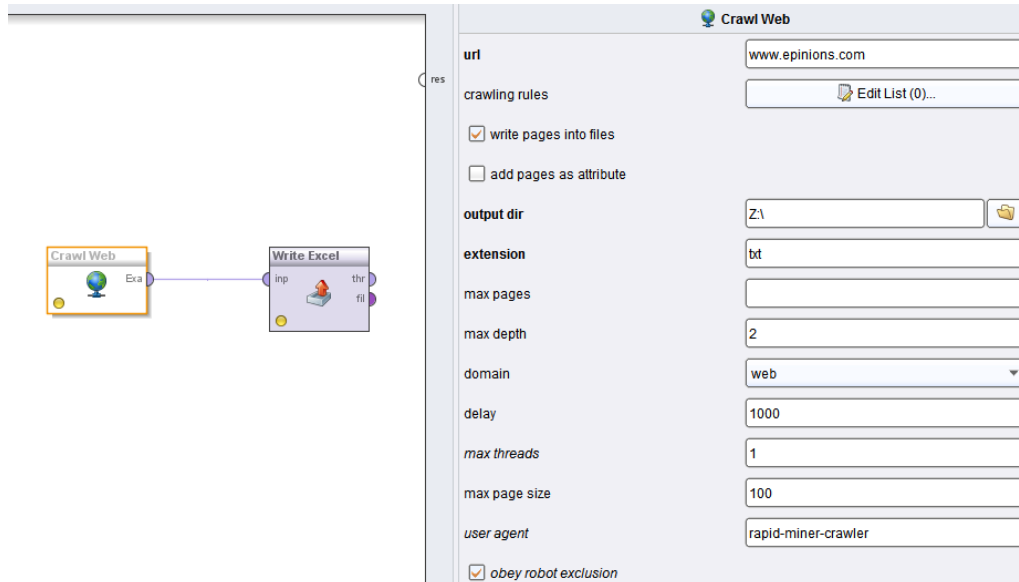 Crawl Web
res
url
www.epinions.com
crawling rules
Edit List (0)...
write pages into files
add pages as attribute
output dir
Z:\
extension
txt
max pages
max depth
2
domain
web
delay
1000
max threads
1
max page size
100
user agent
rapid-miner-crawler
obey robot exclusion
Crawl Web
Exa
Write Excel
inp
thr
fil